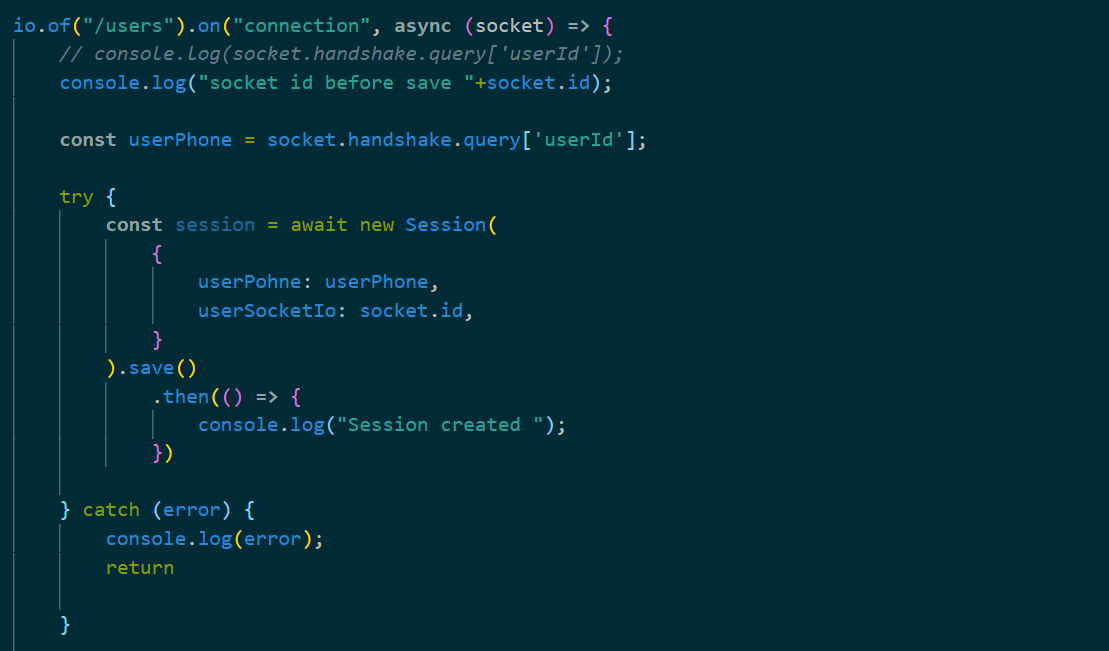 io.of("/users").on("connection", async (socket) => {
// console.log(socket.handshake.query['userId']);
console.log("socket id before save "+socket.id);
const userPhone = socket.handshake.query['userId'];
try {
const session = await new Session(
{
userPohne: userPhone,
userSocketIo: socket.id,
}
).save()
.then(() => {
console.log("Session created ");
})
} catch (error) {
console.log(error);
return
}